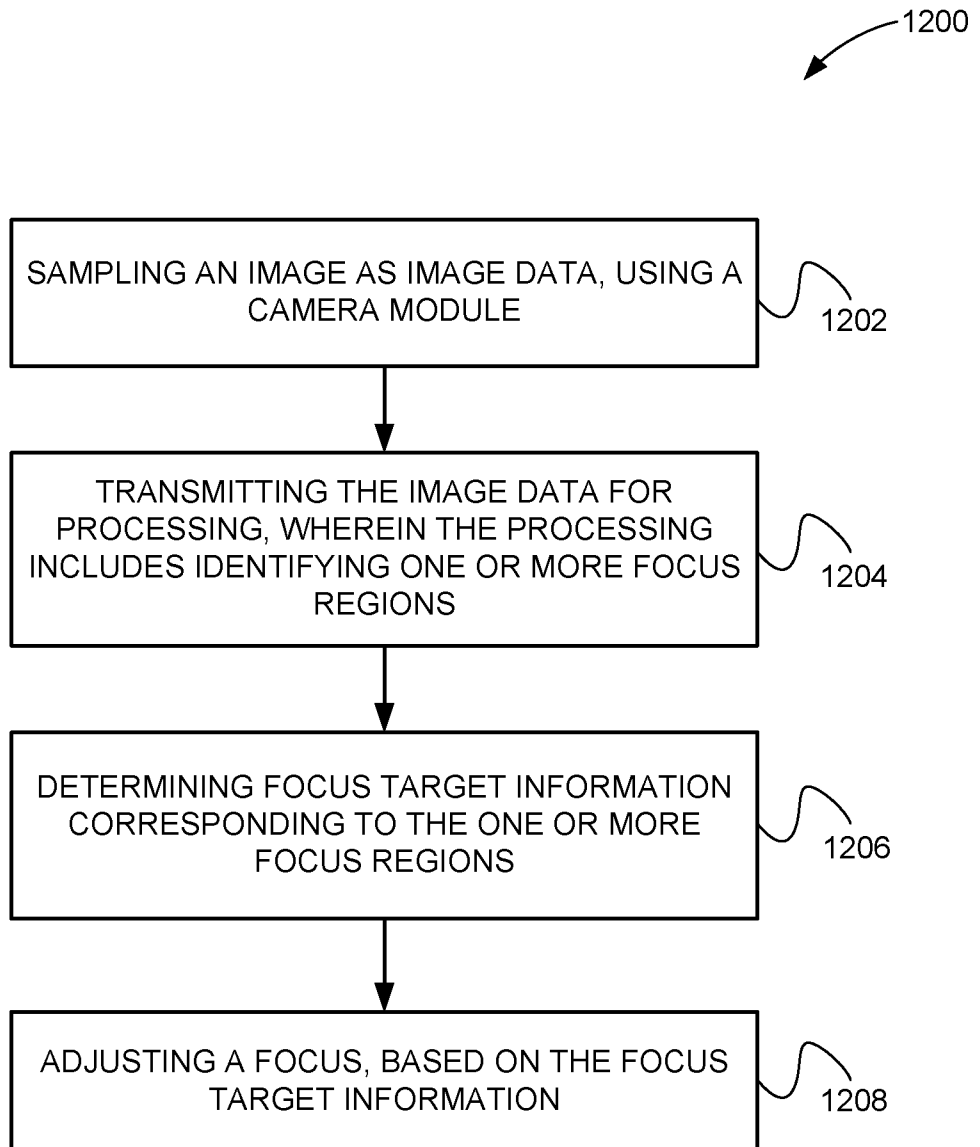 1200
SAMPLING AN IMAGE AS IMAGE DATA, USING A
CAMERA MODULE
1202
TRANSMITTING THE IMAGE DATA FOR
PROCESSING, WHEREIN THE PROCESSING
INCLUDES IDENTIFYING ONE OR MORE FOCUS
REGIONS
1204
DETERMINING FOCUS TARGET INFORMATION
CORRESPONDING TO THE ONE OR MORE
FOCUS REGIONS
1206
ADJUSTING A FOCUS, BASED ON THE FOCUS
TARGET INFORMATION
1208